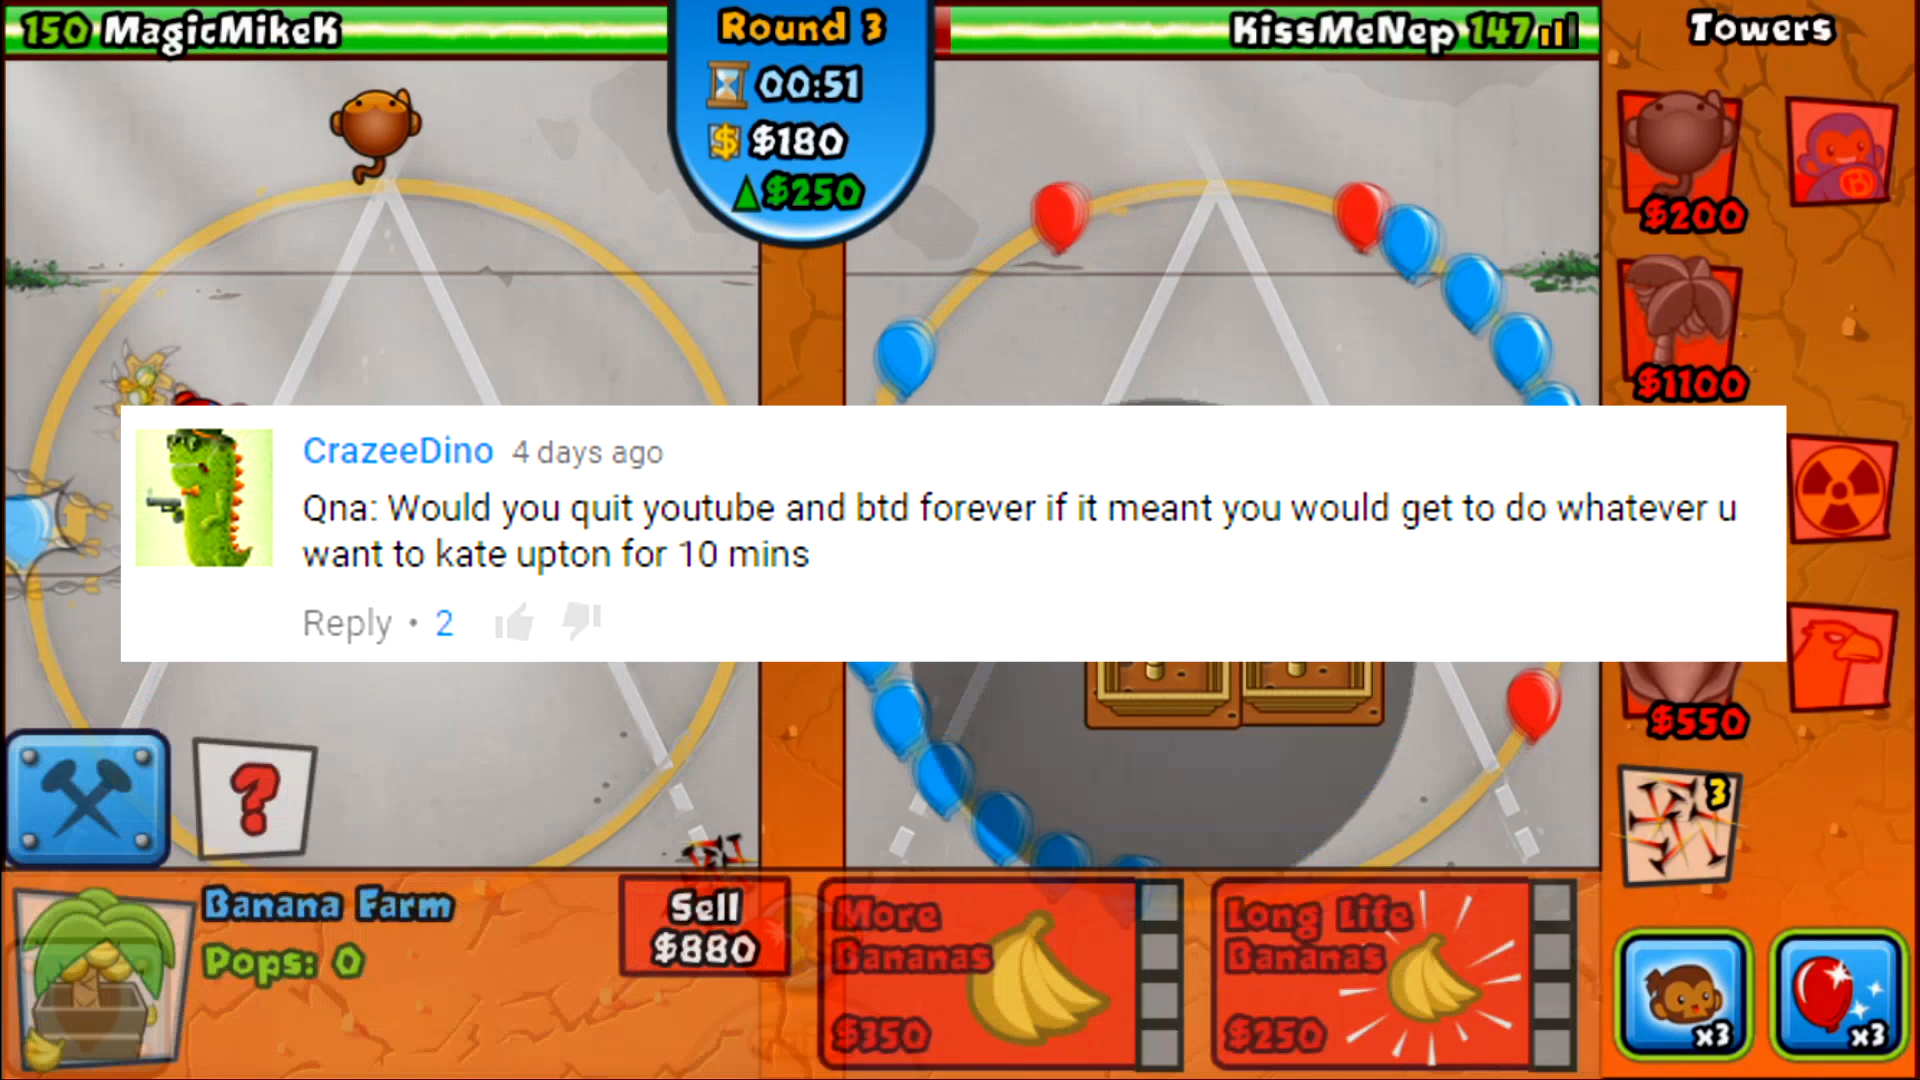 150 MagicMikeK
Round 3
KissMeNep 147
Towers
00:51
$180
$250
$200
$1100
CrazeeDino 4 days ago
Qna: Would you quit youtube and btd forever if it meant you would get to do whatever u
want to kate upton for 10 mins
Reply • 2
$550
?
3
Banana Farm
Pops: 0
Sell
$880
More
Bananas
$350
Long Life
Bananas
$250
x3
x3